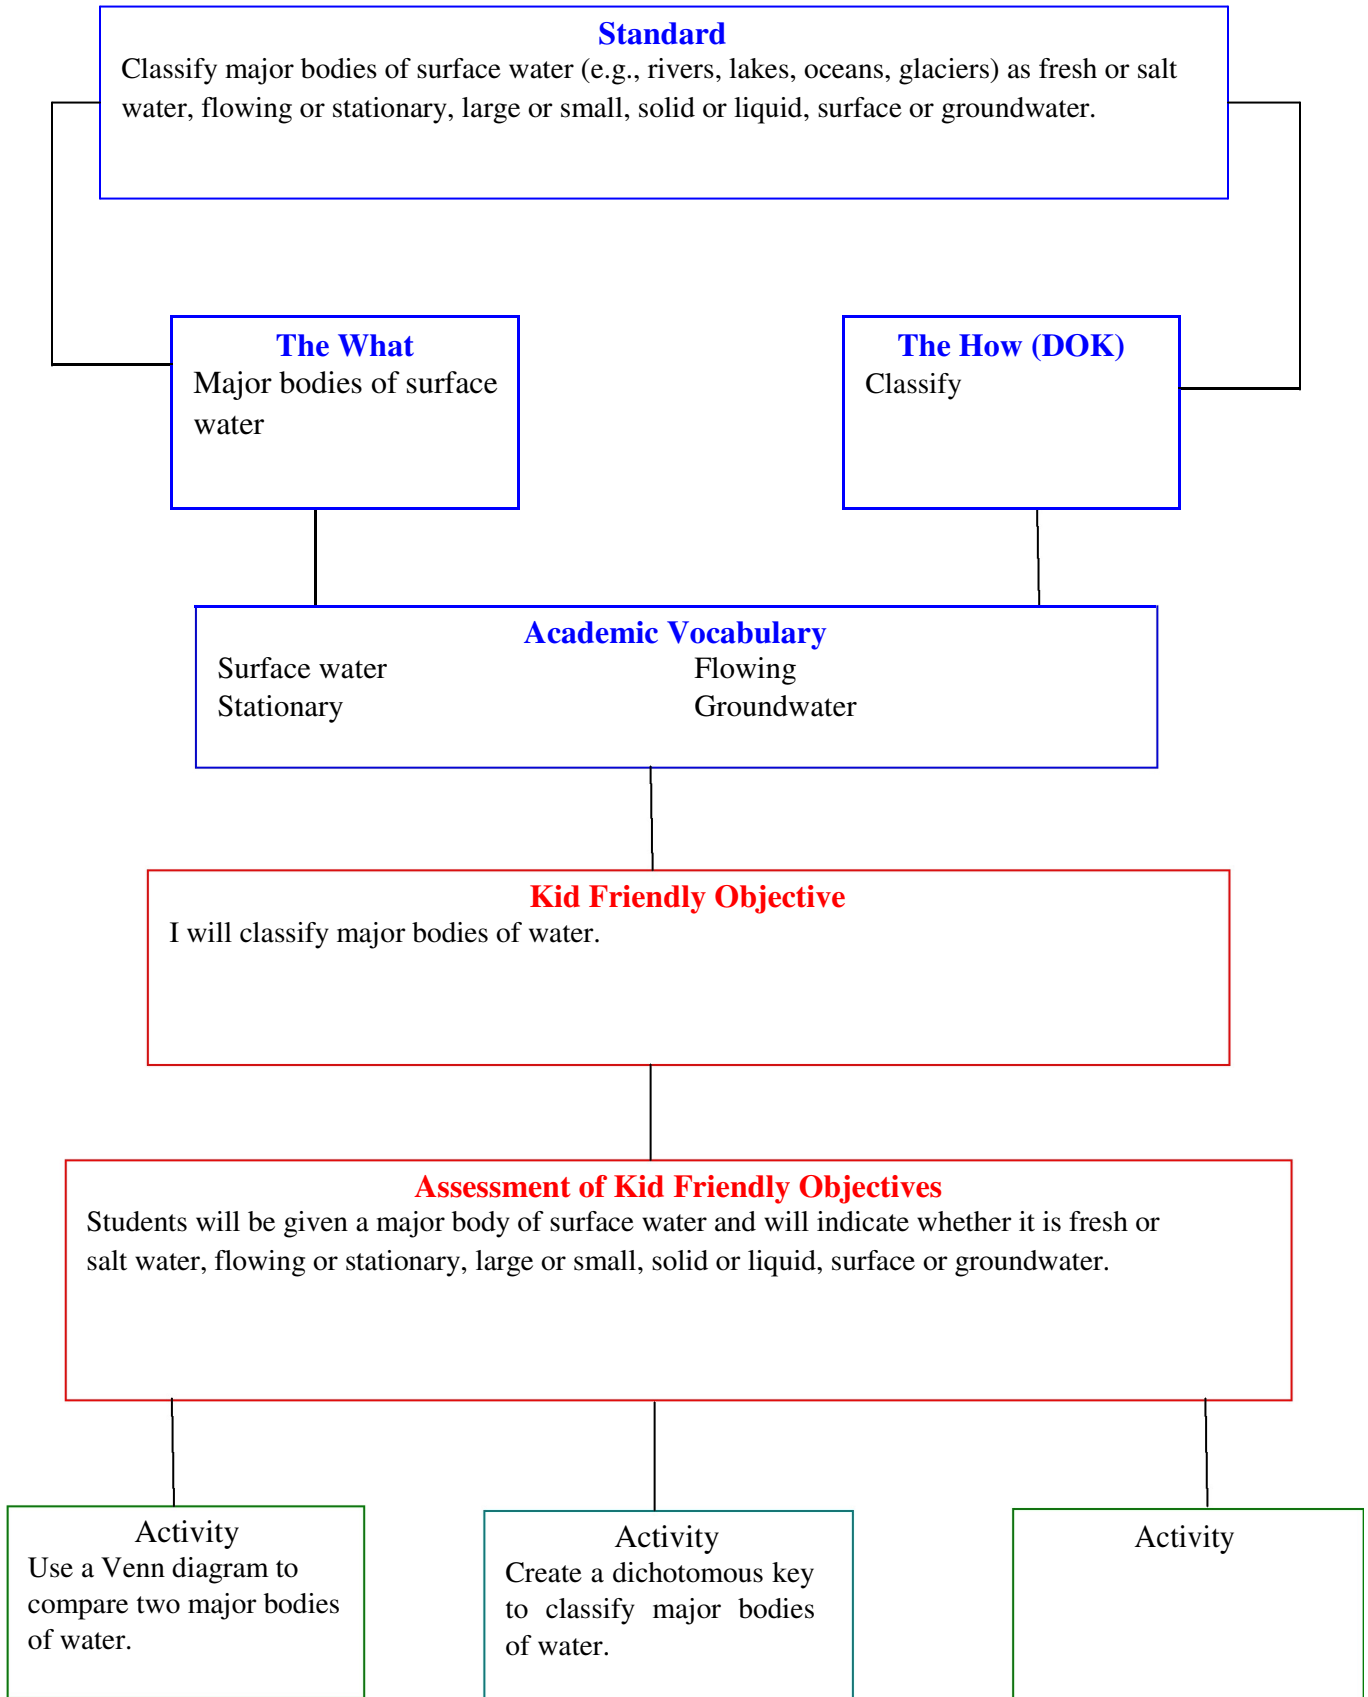 Standard
Classify major bodies of surface water (e.g., rivers, lakes, oceans, glaciers) as fresh or salt
water, flowing or stationary, large or small, solid or liquid, surface or groundwater.
The What
Major bodies of surface
water
The How (DOK)
Classify
Academic Vocabulary
Surface water Flowing
Stationary Groundwater
Kid Friendly Objective
I will classify major bodies of water.
Assessment of Kid Friendly Objectives
Students will be given a major body of surface water and will indicate whether it is fresh or
salt water, flowing or stationary, large or small, solid or liquid, surface or groundwater.
Activity
Use a Venn diagram to
compare two major bodies
of water.
Activity
Create a dichotomous key
to classify major bodies
of water.
Activity